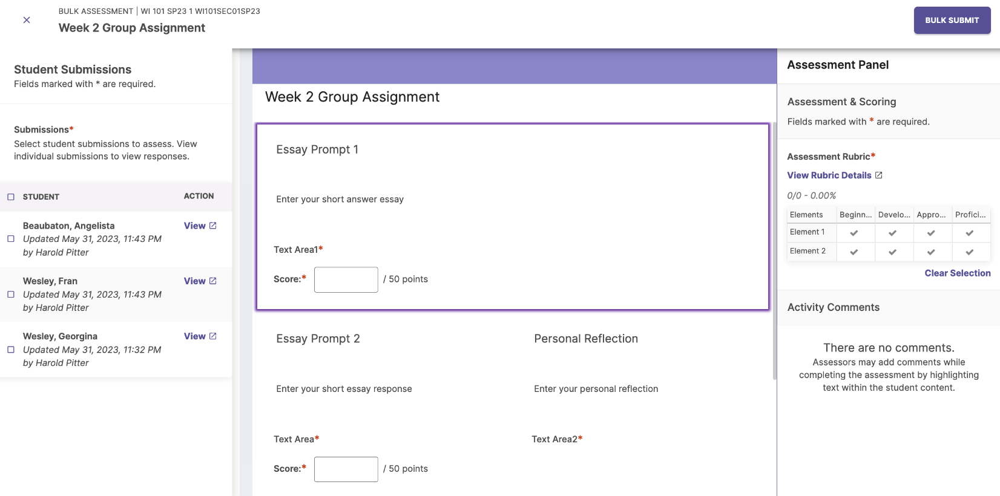 BULK ASSESSMENT | WI 101 SP23 1 WI101SEC01SP23
Week 2 Group Assignment
BULK SUBMIT
Student Submissions
Fields marked with * are required.
Submissions*
Select student submissions to assess. View
individual submissions to view responses.
STUDENT ACTION
Beaubaton, Angelista View
Updated May 31, 2023, 11:43 PM
by Harold Pitter
Wesley, Fran View
Updated May 31, 2023, 11:43 PM
by Harold Pitter
Wesley, Georgina View
Updated May 31, 2023, 11:32 PM
by Harold Pitter
Week 2 Group Assignment
Essay Prompt 1
Enter your short answer essay
Text Area1*
Score:* / 50 points
Essay Prompt 2
Enter your short essay response
Text Area*
Score:* / 50 points
Personal Reflection
Enter your personal reflection
Text Area2*
Assessment Panel
Assessment & Scoring
Fields marked with * are required.
Assessment Rubric*
View Rubric Details
0/0 - 0.00%
Elements Beginn... Develo... Appro... Profici...
Element 1
Element 2
Clear Selection
Activity Comments
There are no comments.
Assessors may add comments while
completing the assessment by highlighting
text within the student content.